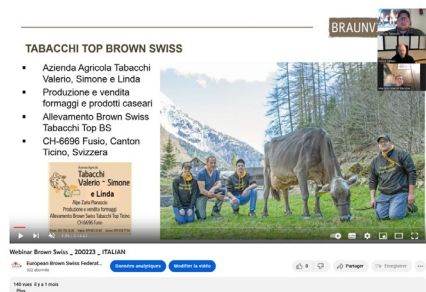 BRAUNV
TABACCHI TOP BROWN SWISS
Azienda Agricola Tabacchi
Valerio, Simone e Linda
Produzione e vendita
formaggi e prodotti caseari
Allevamento Brown Swiss
Tabacchi Top BS
CH-6696 Fusio, Canton
Ticino, Svizzera
Azienda Agricola
Tabacchi
Valerio - Simone
e Linda
Produzione e vendita formaggi
Allevamento Brown Swiss Tabacchi Top Ticino
Webinar Brown Swiss _ 200223 _ ITALIAN
European Brown Swiss Federat...
Données analytiques
Modifier la vidéo
0
Partager
Enregistrer
140 vues il y a 1 mois
Plus